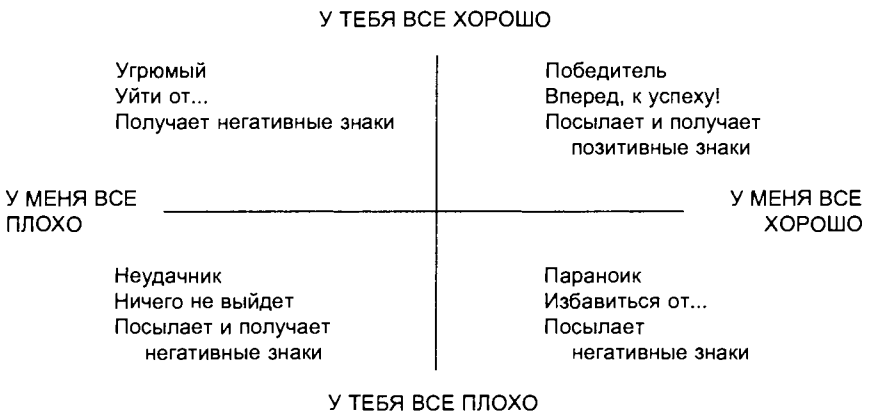 У ТЕБЯ ВСЕ ХОРОШО
Угрюмый
Уйти от...
Получает негативные знаки
Победитель
Вперед, к успеху!
Посылает и получает
позитивные знаки
У МЕНЯ ВСЕ
ПЛОХО
У МЕНЯ ВСЕ
ХОРОШО
Неудачник
Ничего не выйдет
Посылает и получает
негативные знаки
Параноик
Избавиться от...
Посылает
негативные знаки
У ТЕБЯ ВСЕ ПЛОХО